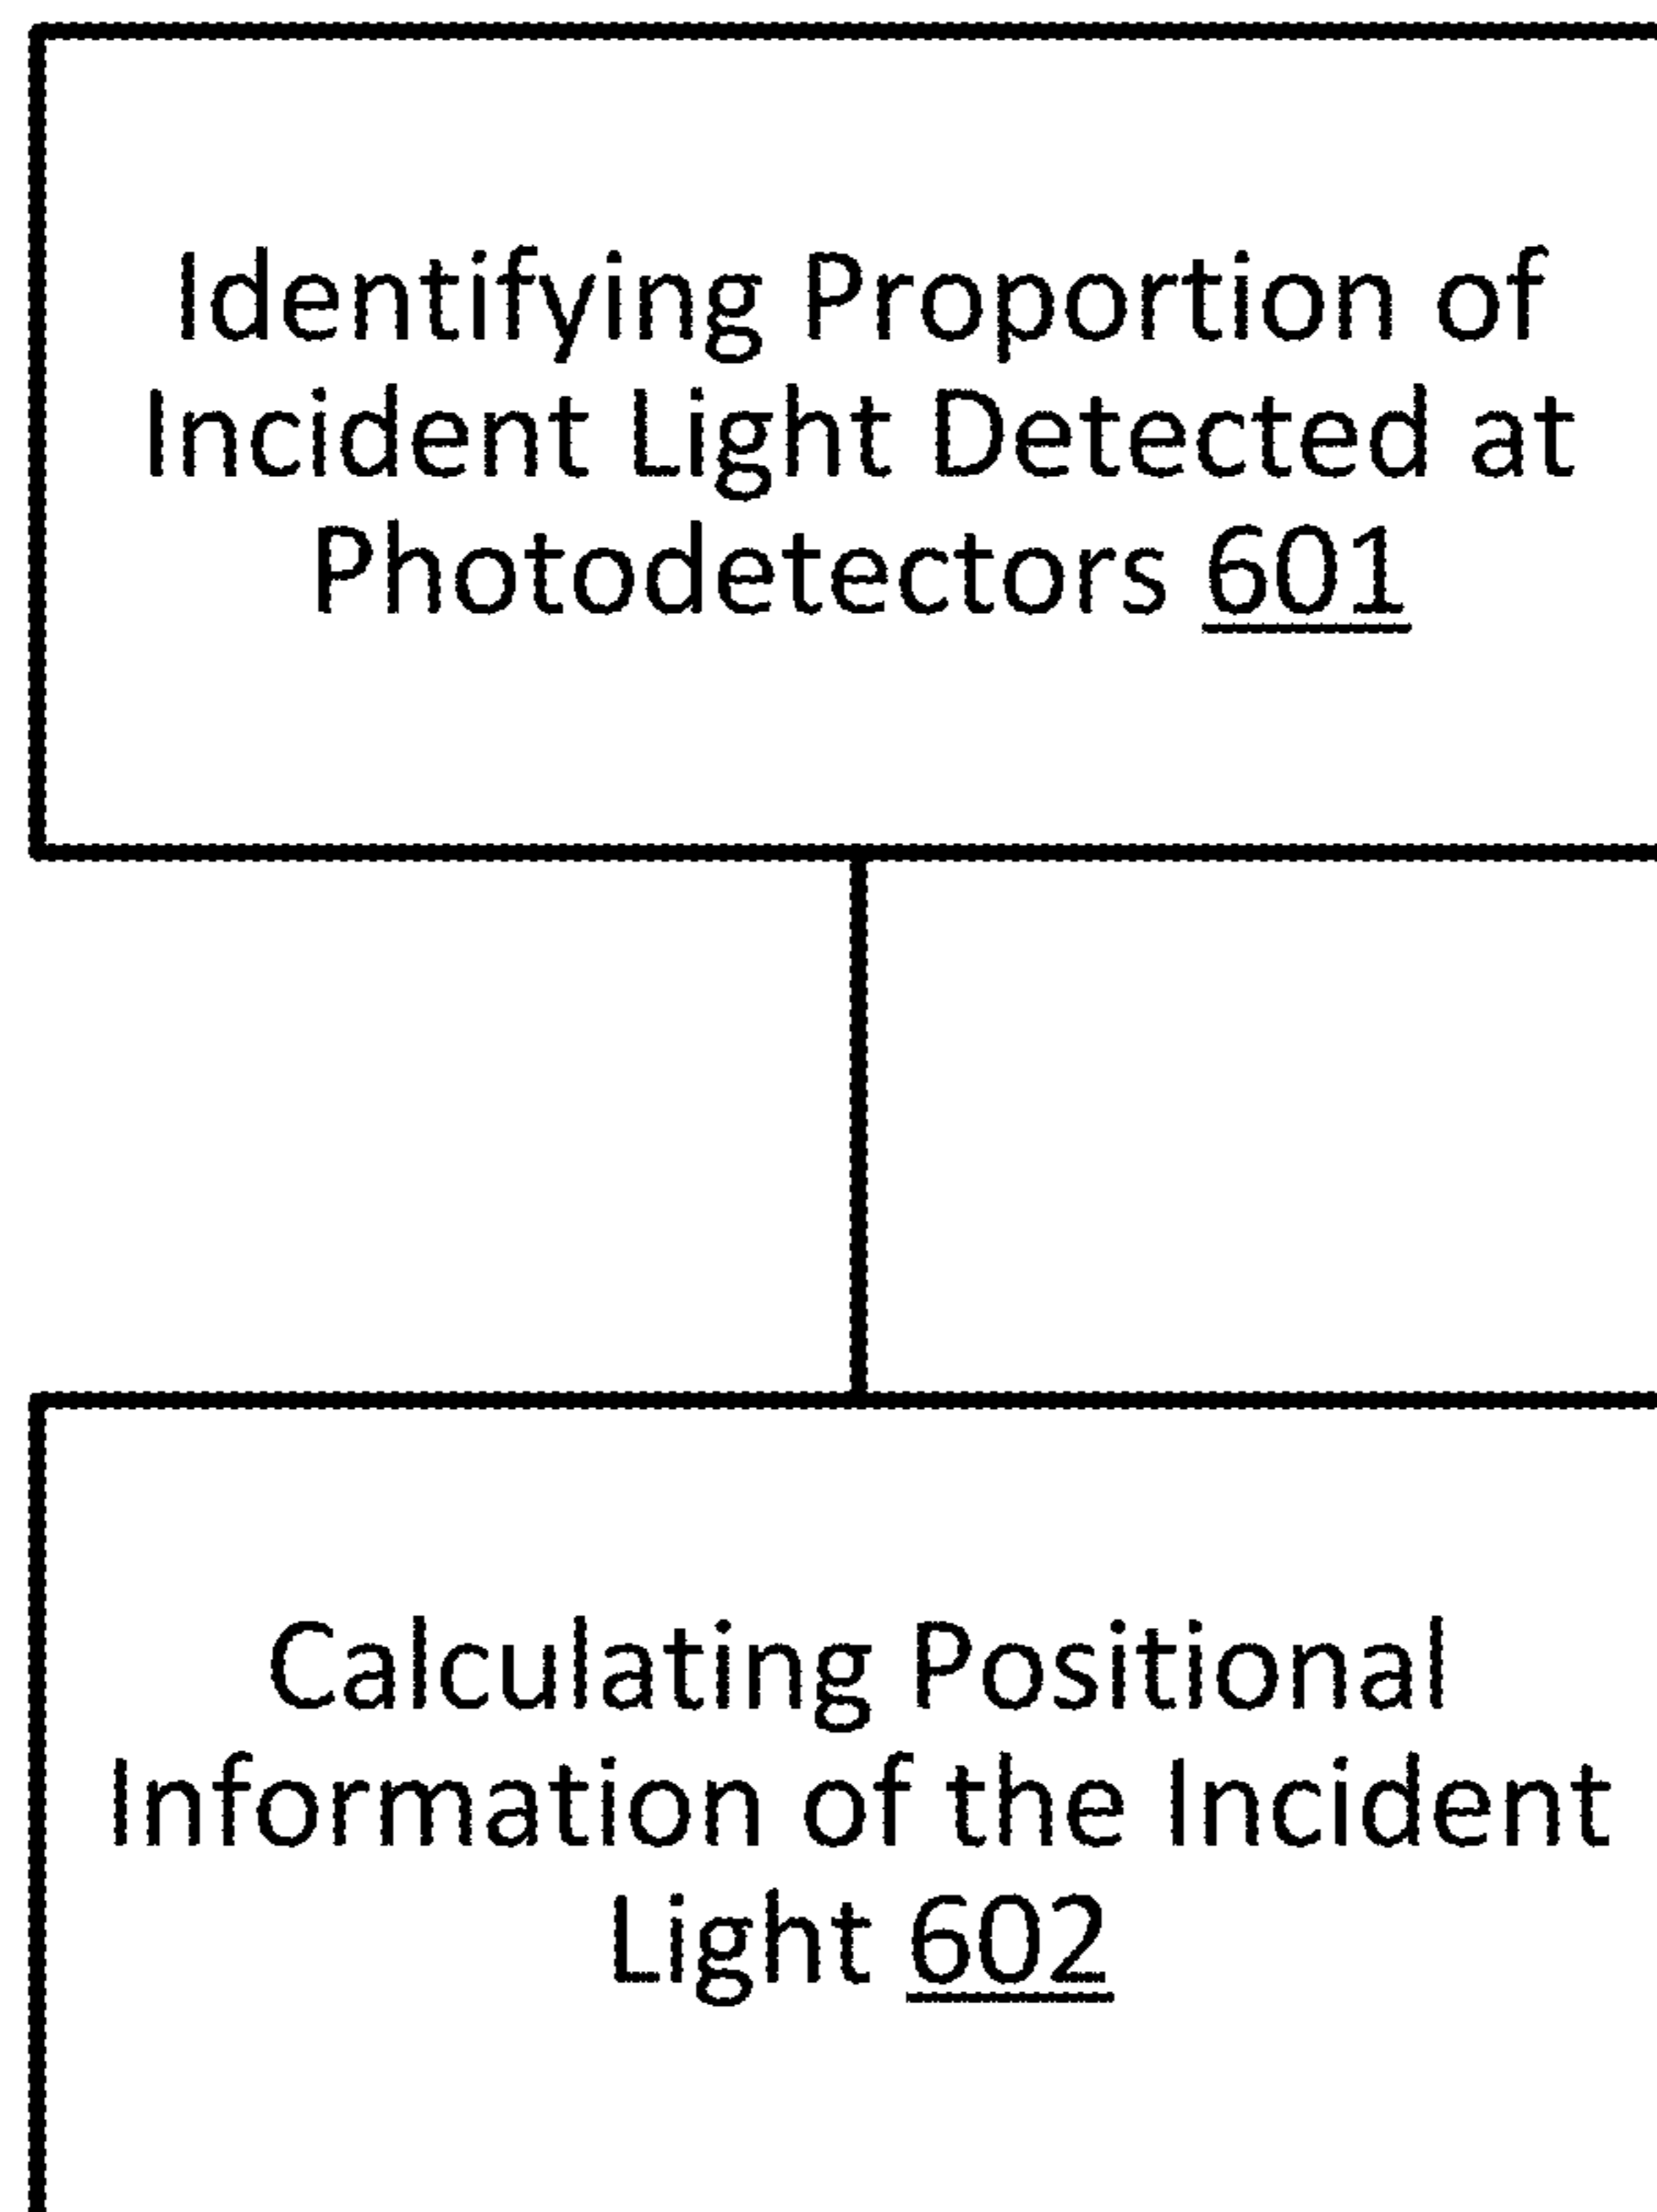 Identifying Proportion of
Incident Light Detected at
Photodetectors 601
Calculating Positional
Information of the Incident
Light 602